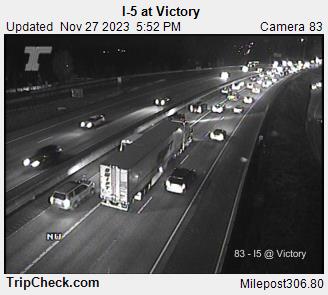 I-5 at Victory
Updated Nov 27 2023 5:52 PM Camera 83
T
NW
83 - I5 @ Victory
TripCheck.com Milepost306.80